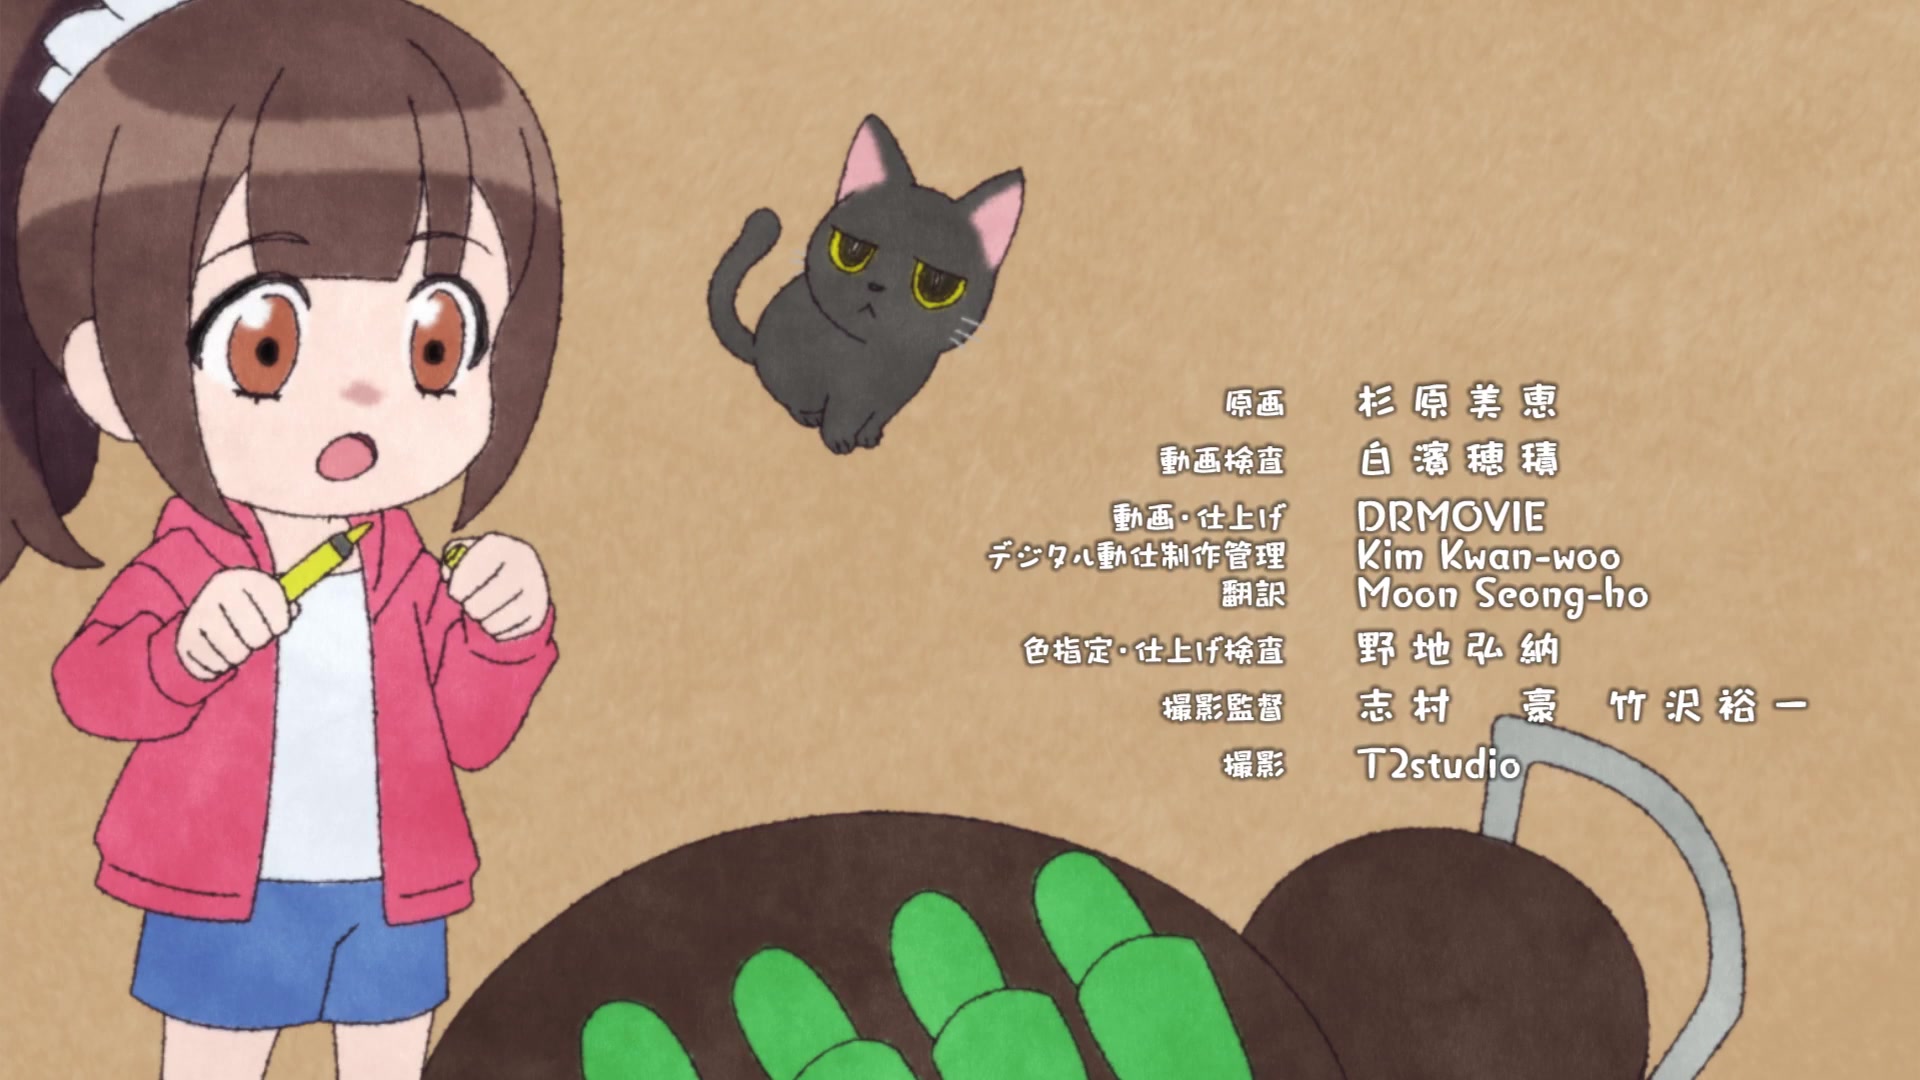 原画 杉原美恵
動画検査 白濱穂積
動画・仕上げ DRMOVIE
デジタル動仕制作管理 Kim Kwan-woo
翻訳 Moon Seong-ho
色指定・仕上げ検査 野地弘納
撮影監督 志村 豪 竹沢裕一
撮影 T2studio